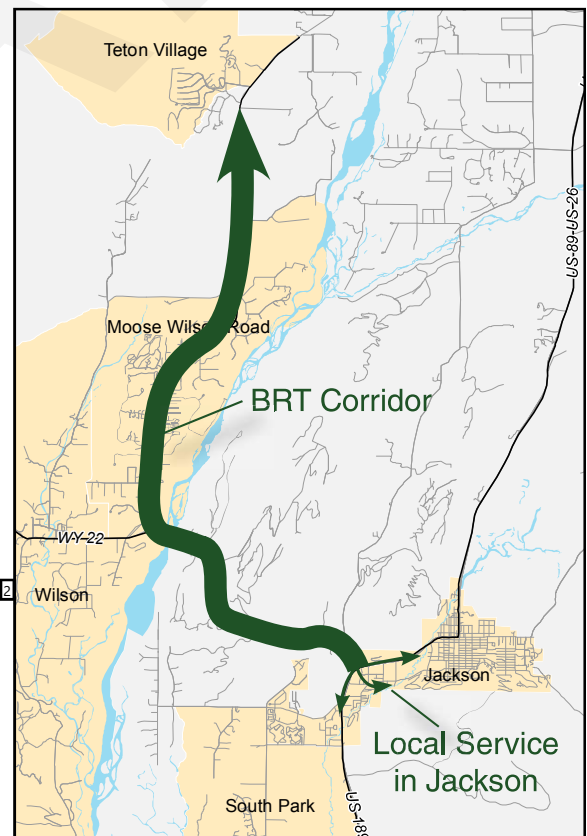 Teton Village
US-89-US-26
Moose Wilson Road
BRT Corridor
WY-22
2
Wilson
Jackson
Local Service
in Jackson
South Park
US-189